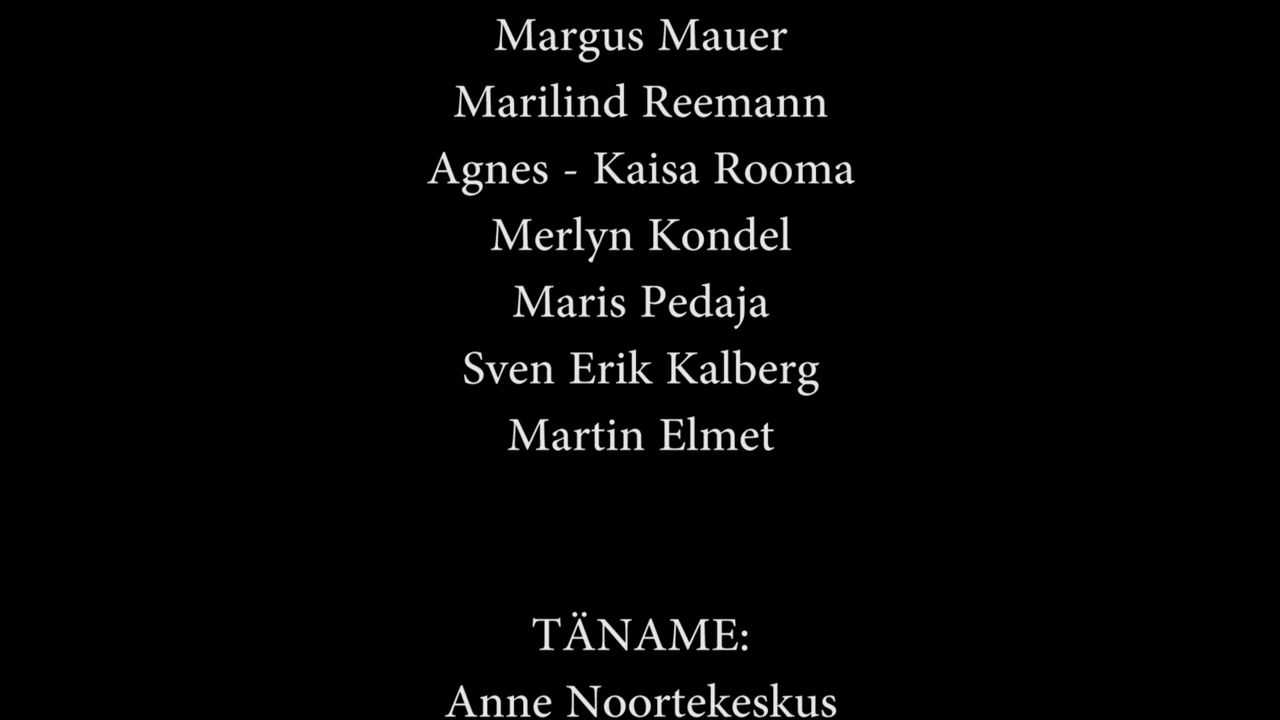 Margus Mauer
Marilind Reemann
Agnes - Kaisa Rooma
Merlyn Kondel
Maris Pedaja
Sven Erik Kalberg
Martin Elmet
TÄNAME:
Anne Noortekeskus